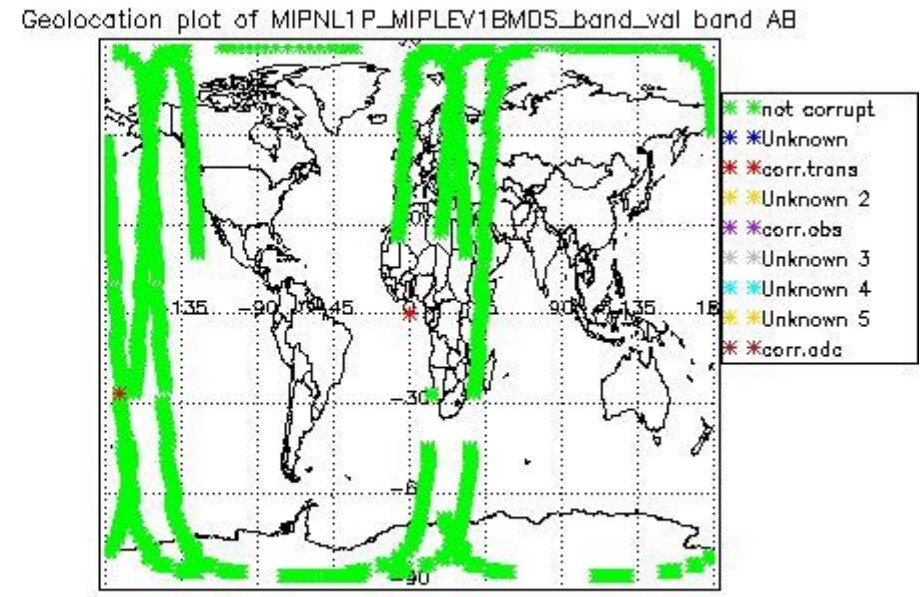 Geolocation plot of MIPNL1P_MIPLEV1BMDS_band_val band AB
not corrupt
Unknown
corr.trans
Unknown 2
corr.obs
Unknown 3
Unknown 4
Unknown 5
corr.adc
-135 -90 -45 90 135
-30
-90